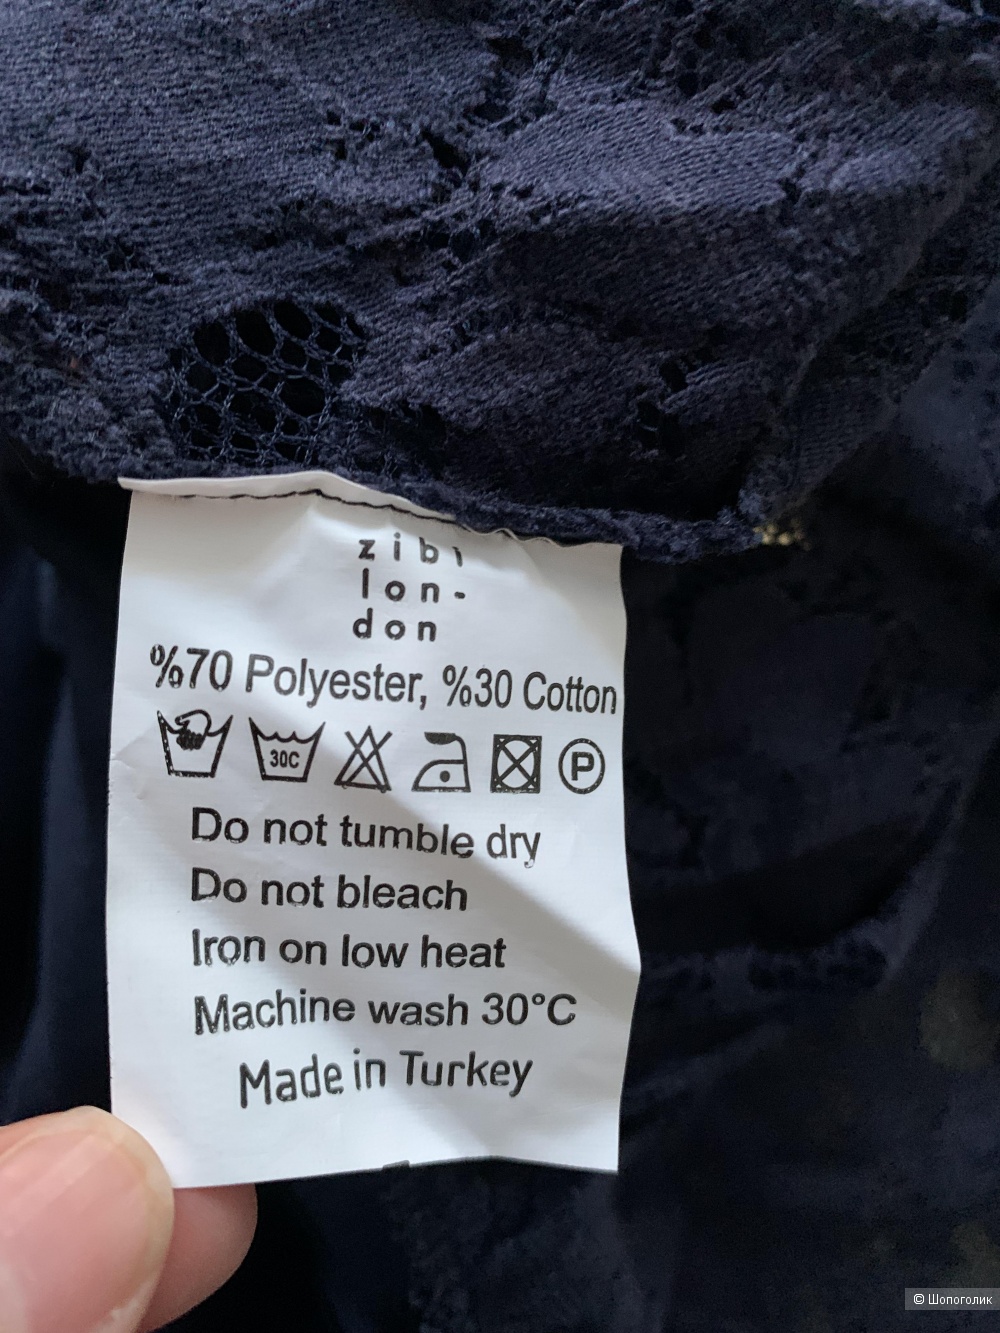 zibi
lon-
don
%70 Polyester, %30 Cotton
30C P
Do not tumble dry
Do not bleach
Iron on low heat
Machine wash 30°C
Made in Turkey
© Шопоголик